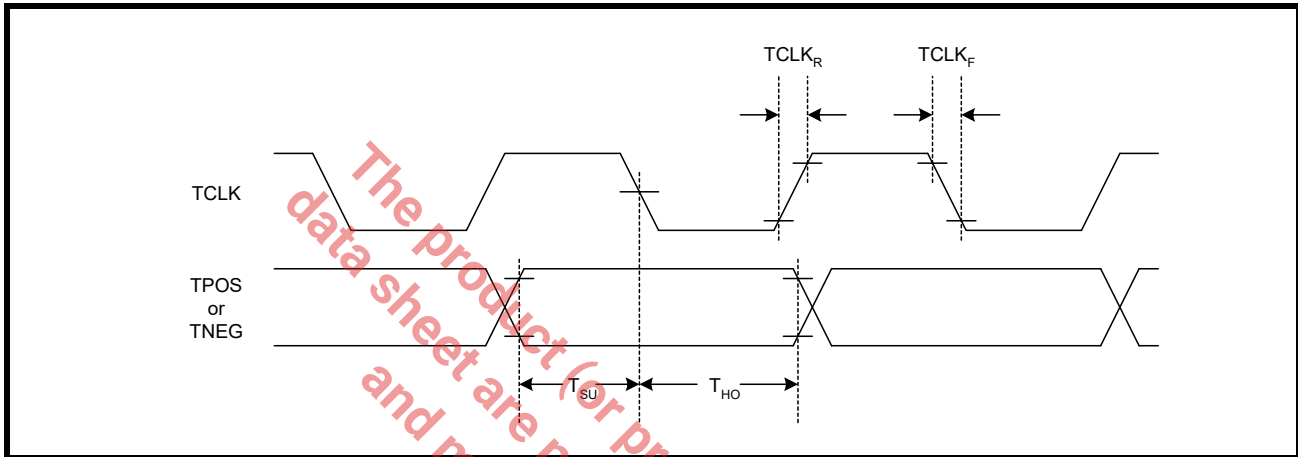 TCLKR
TCLKF
TCLK
TPOS
or
TNEG
TSU
THO
The product (or pr
data sheet are
and